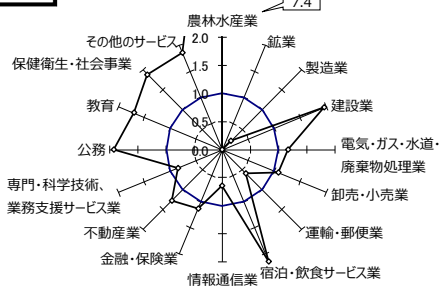 7.4
農林水産業
その他のサービス
鉱業
2.0
保健衛生・社会事業
製造業
1.5
教育
1.0
建設業
0.5
公務
0.0
電気・ガス・水道・
廃棄物処理業
専門・科学技術、
業務支援サービス業
卸売・小売業
不動産業
運輸・郵便業
金融・保険業
情報通信業
宿泊・飲食サービス業